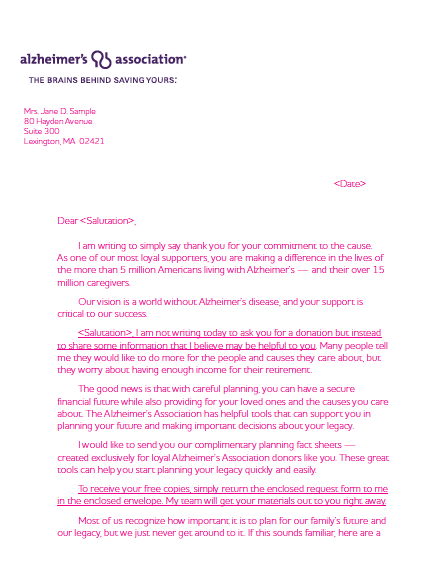 alzheimer's association®
THE BRAINS BEHIND SAVING YOURS.™
Mrs. Jane D. Sample
80 Hayden Avenue
Suite 300
Lexington, MA 02421
<Date>
Dear <Salutation>,
I am writing to simply say thank you for your commitment to the cause.
As one of our most loyal supporters, you are making a difference in the lives of
the more than 5 million Americans living with Alzheimer's — and their over 15
million caregivers.
Our vision is a world without Alzheimer's disease, and your support is
critical to our success.
<Salutation>, I am not writing today to ask you for a donation but instead
to share some information that I believe may be helpful to you. Many people tell
me they would like to do more for the people and causes they care about, but
they worry about having enough income for their retirement.
The good news is that with careful planning, you can have a secure
financial future while also providing for your loved ones and the causes you care
about. The Alzheimer's Association has helpful tools that can support you in
planning your future and making important decisions about your legacy.
I would like to send you our complimentary planning fact sheets —
created exclusively for loyal Alzheimer's Association donors like you. These great
tools can help you start planning your legacy quickly and easily.
To receive your free copies, simply return the enclosed request form to me
in the enclosed envelope. My team will get your materials out to you right away.
Most of us recognize how important it is to plan for our family's future and
our legacy, but we just never get around to it. If this sounds familiar, here are a